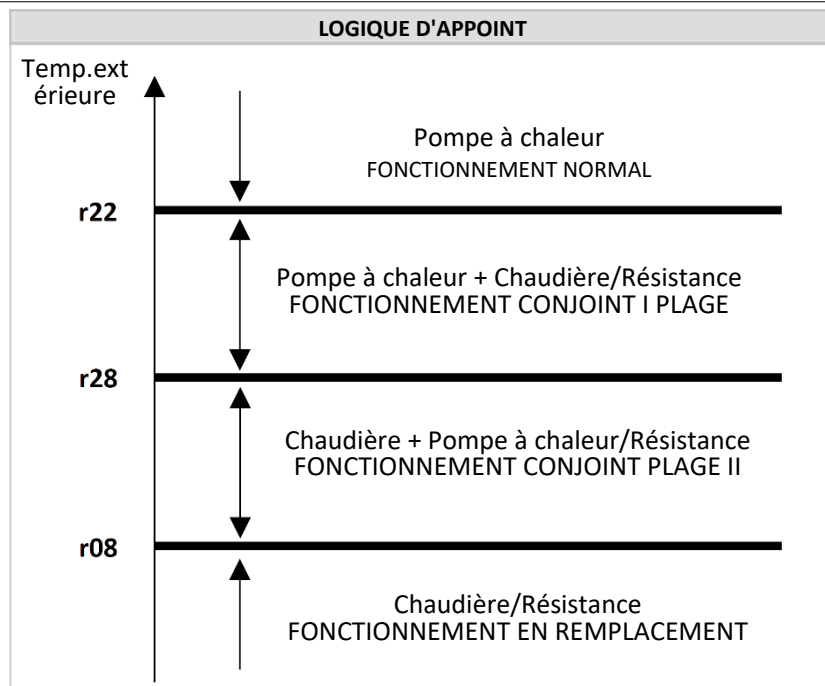 LOGIQUE D'APPOINT
Temp.ext
érieure
Pompe à chaleur
FONCTIONNEMENT NORMAL
r22
Pompe à chaleur + Chaudière/Résistance
FONCTIONNEMENT CONJOINT I PLAGE
r28
Chaudière + Pompe à chaleur/Résistance
FONCTIONNEMENT CONJOINT PLAGE II
r08
Chaudière/Résistance
FONCTIONNEMENT EN REMPLACEMENT